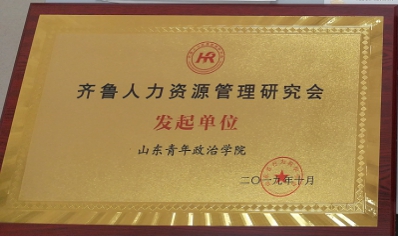 HR
齐鲁人力资源管理研究会
发起单位
山东青年政治学院
二〇一九年十月